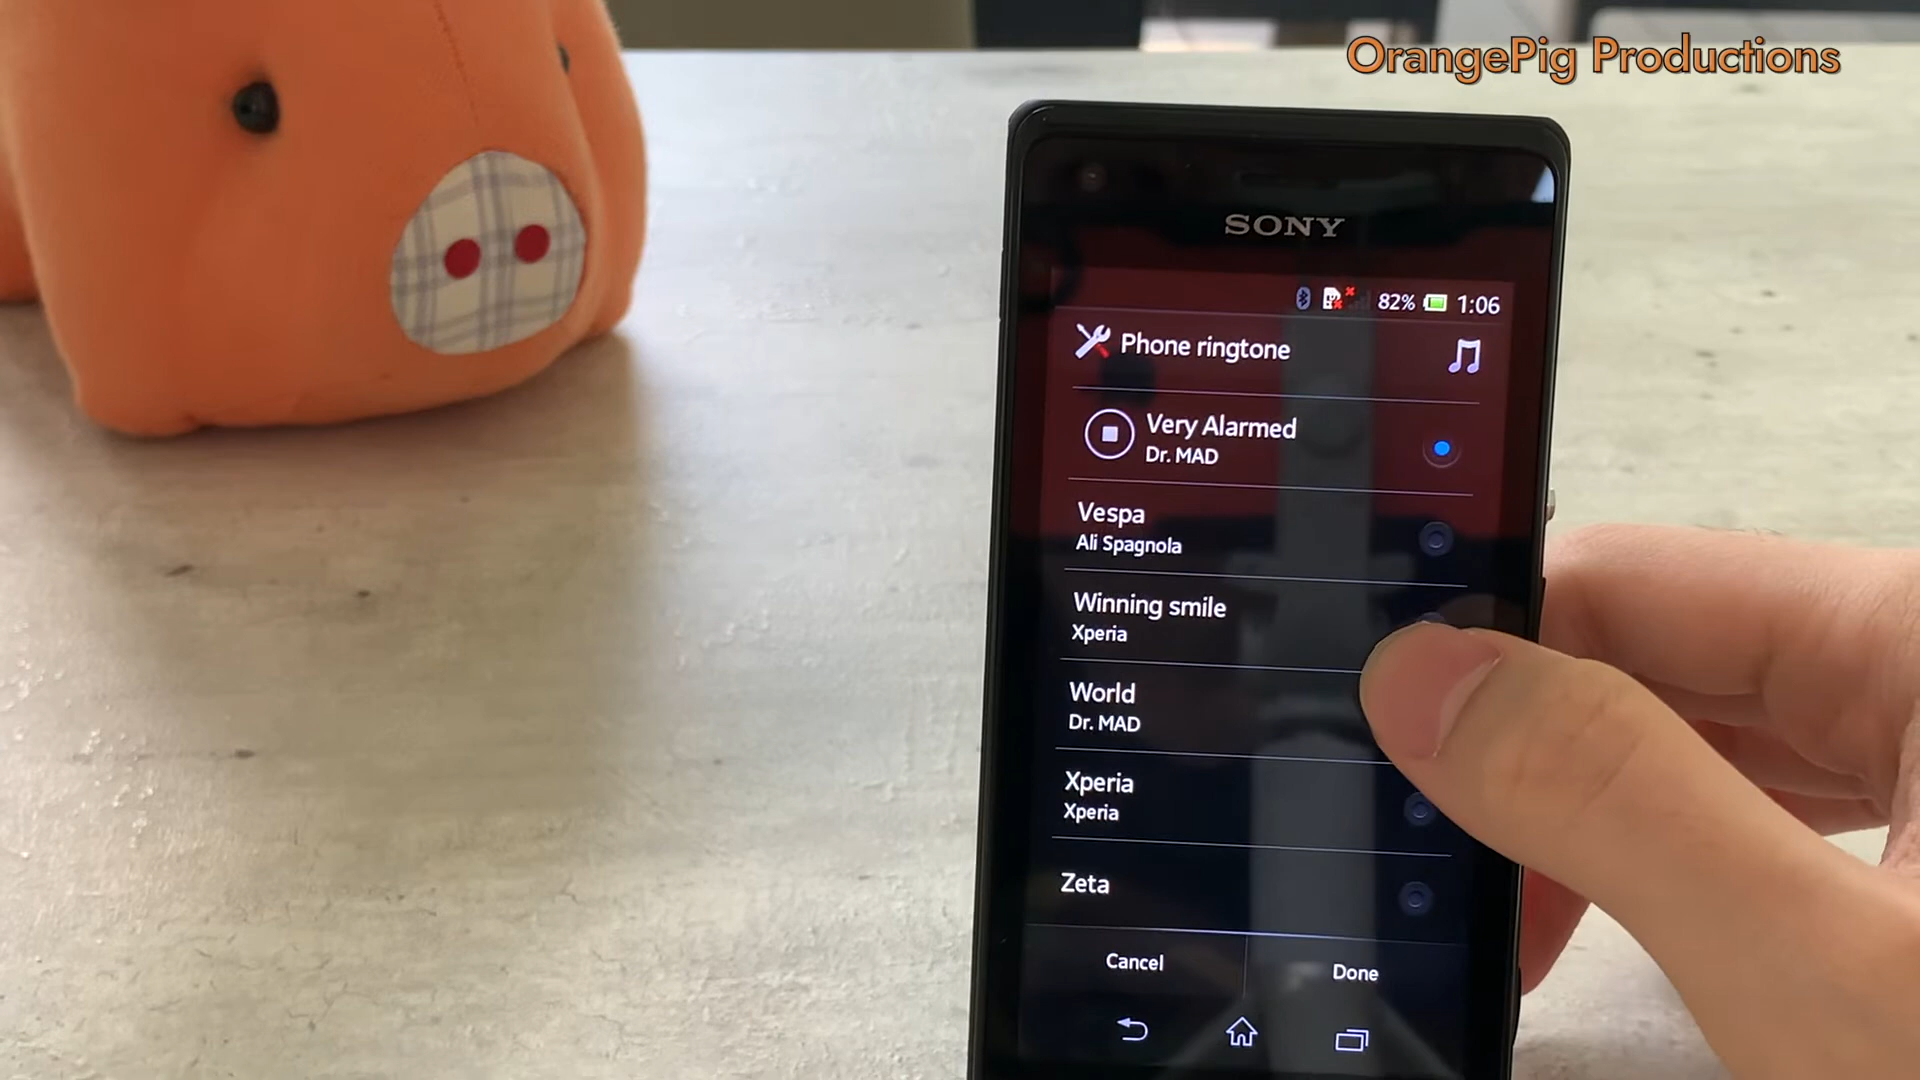 OrangePig Productions
SONY
82% 1:06
Phone ringtone
Very Alarmed
Dr. MAD
Vespa
Ali Spagnola
Winning smile
Xperia
World
Dr. MAD
Xperia
Xperia
Zeta
Cancel Done